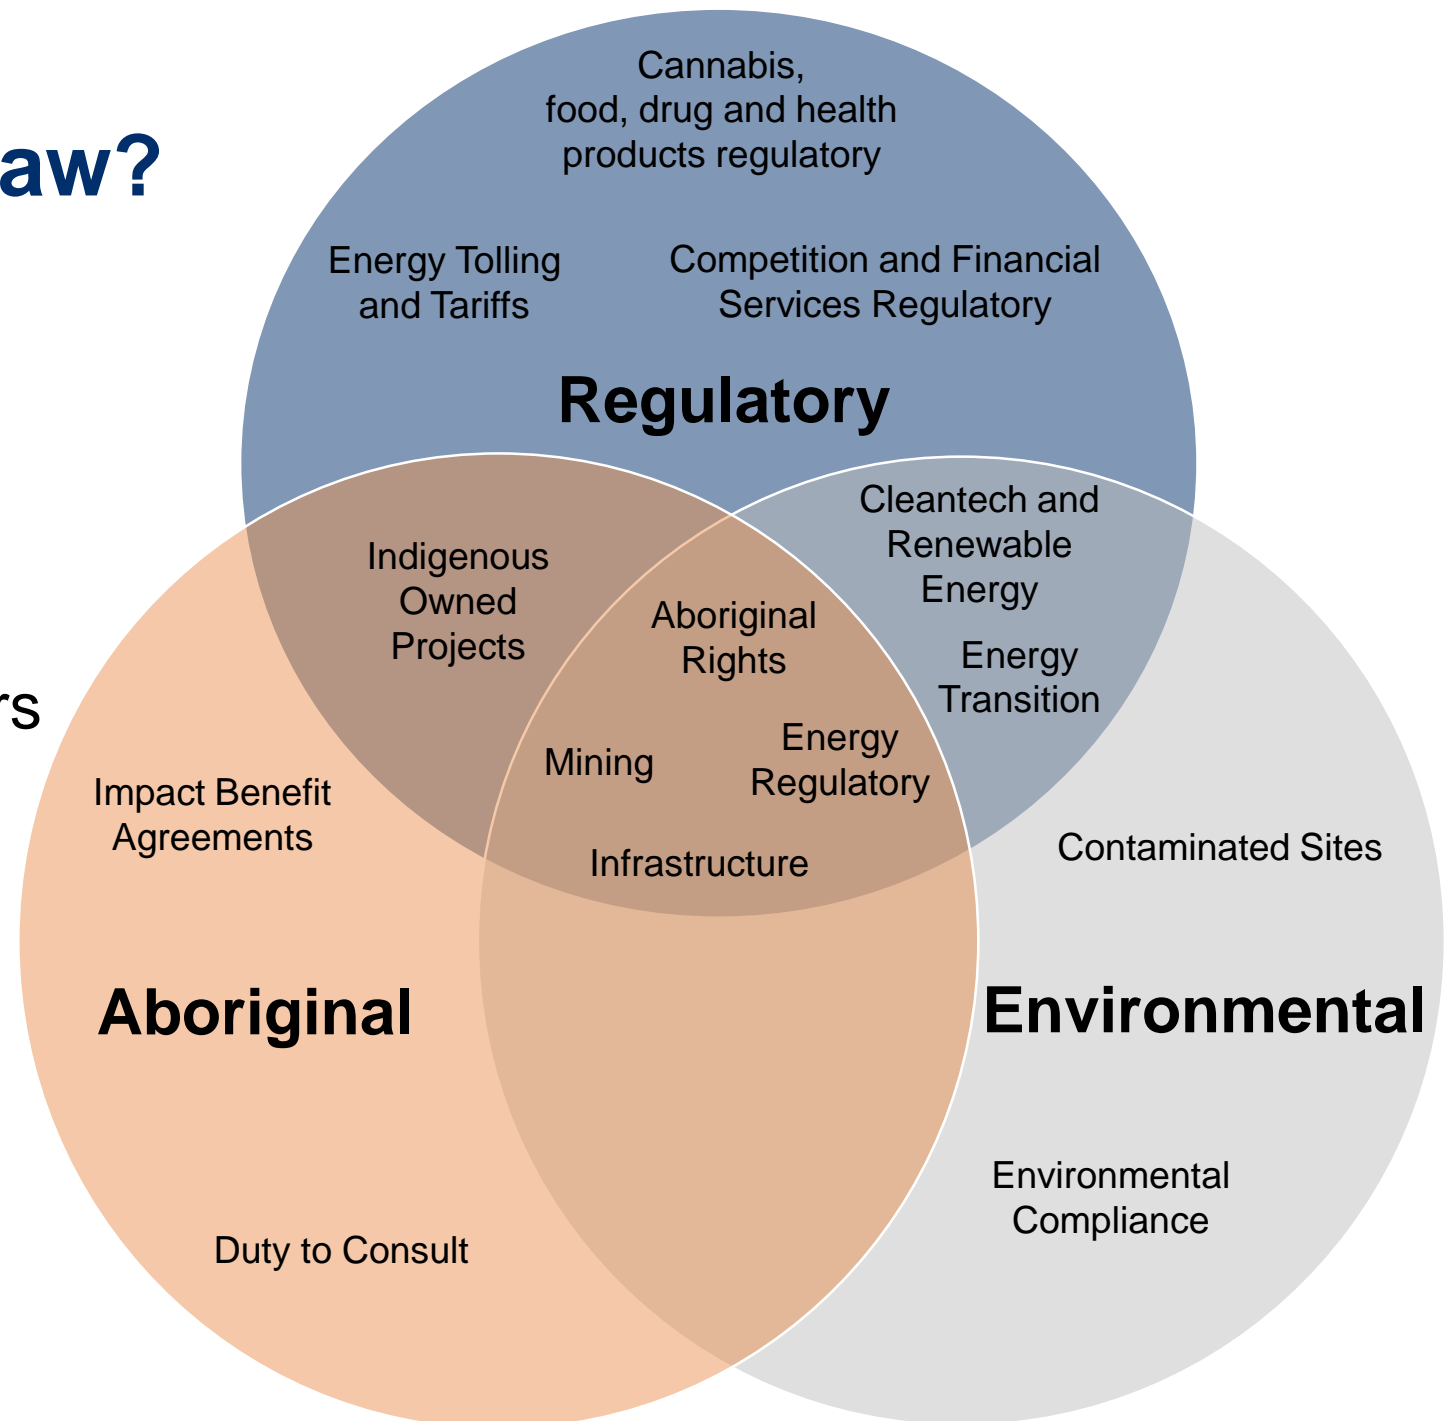 Cannabis,
food, drug and health
products regulatory
aw?
Energy Tolling
and Tariffs
Competition and Financial
Services Regulatory
Regulatory
Cleantech and
Renewable
Energy
Indigenous
Owned
Projects
Aboriginal
Rights
Energy
Transition
rs
Mining
Energy
Regulatory
Impact Benefit
Agreements
Infrastructure
Contaminated Sites
Aboriginal
Environmental
Environmental
Compliance
Duty to Consult